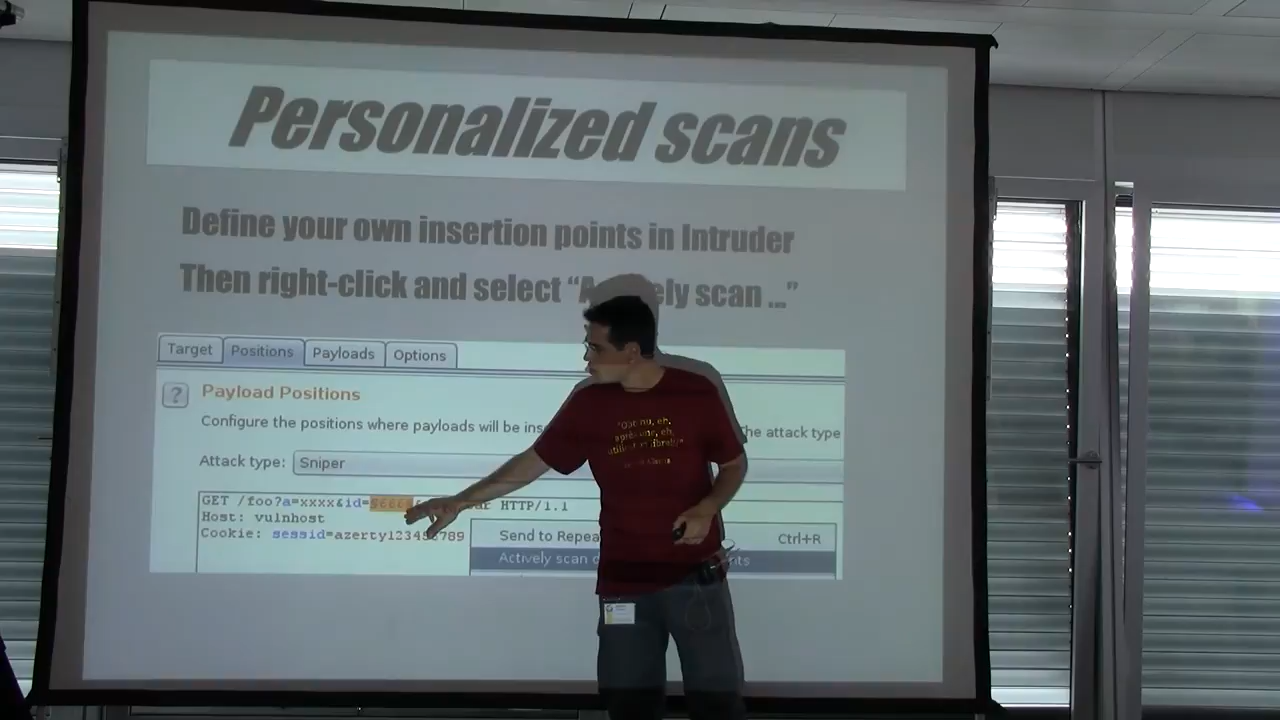 Personalized scans
Define your own insertion points in Intruder
Then right-click and select “ ely scan ...”
Target Positions Payloads Options
? Payload Positions
Configure the positions where payloads will be The attack type
Attack type: Sniper
GET /foo?a=xxxx&id= HTTP/1.1
Host: vulnhost
Cookie: sessid=azerty123456789
Send to Repea Ctrl+R
Actively scan